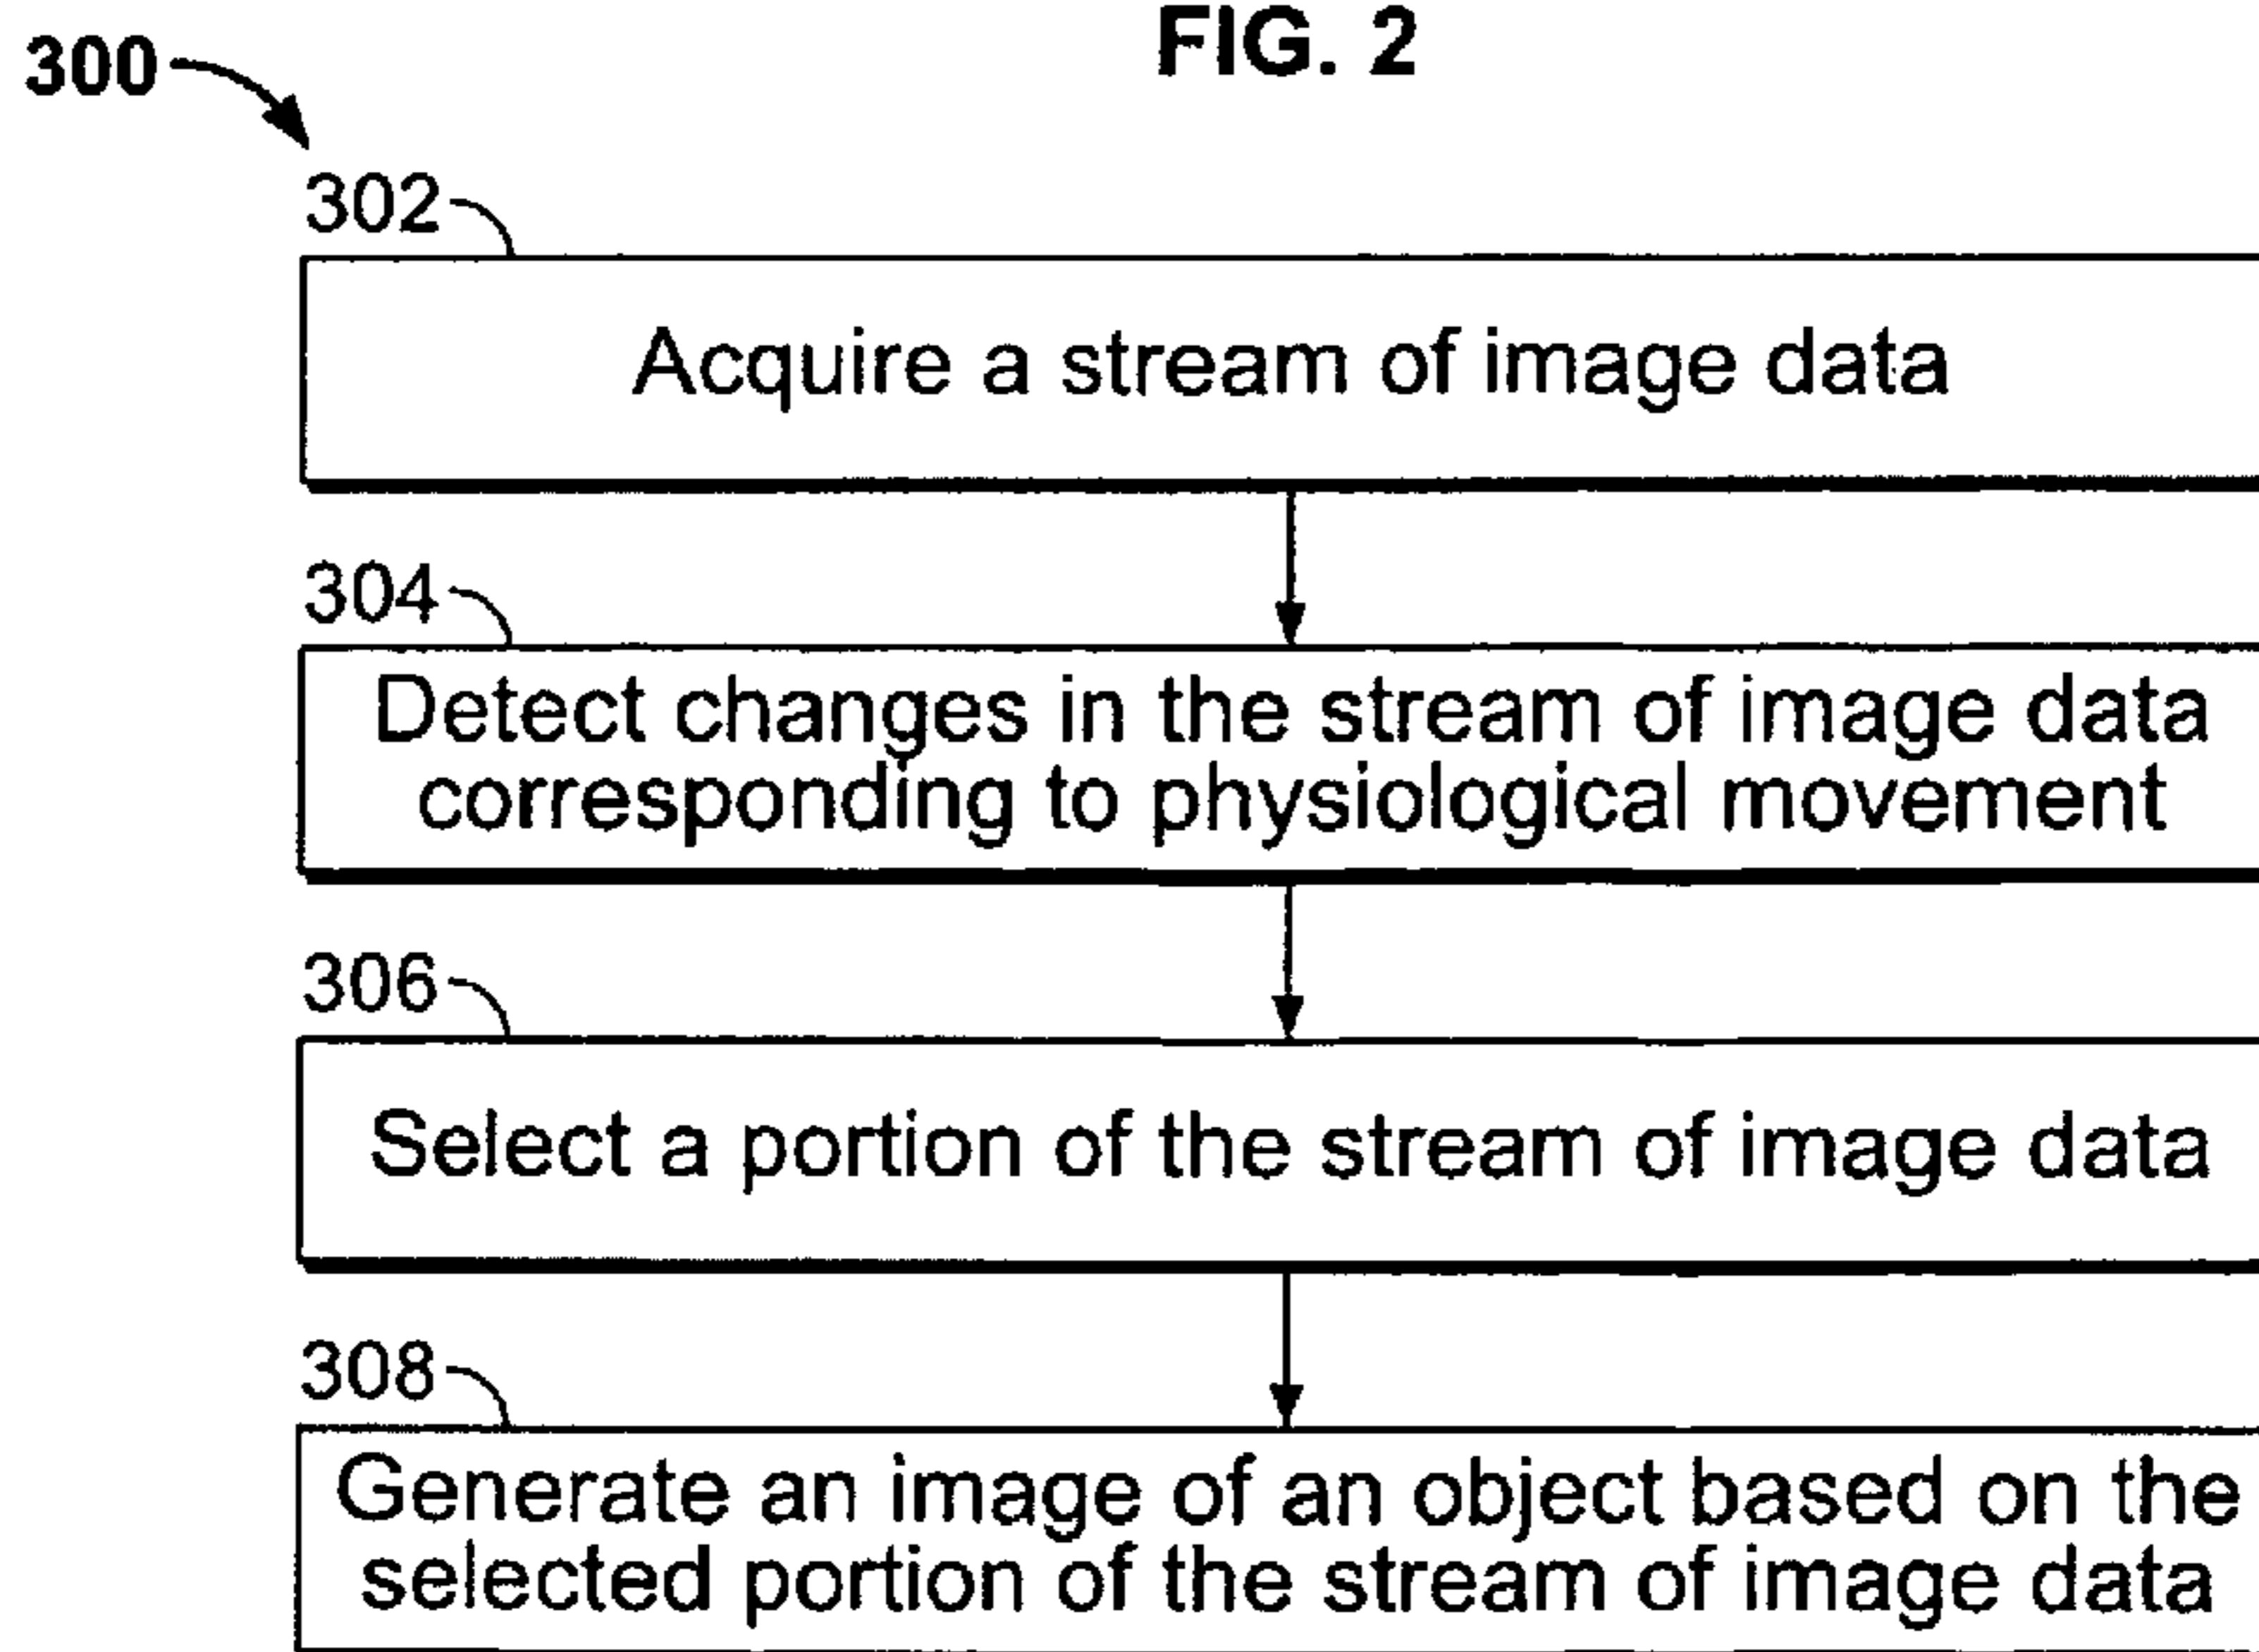 FIG. 2
300
302
Acquire a stream of image data
304
Detect changes in the stream of image data
corresponding to physiological movement
306
Select a portion of the stream of image data
308
Generate an image of an object based on the
selected portion of the stream of image data